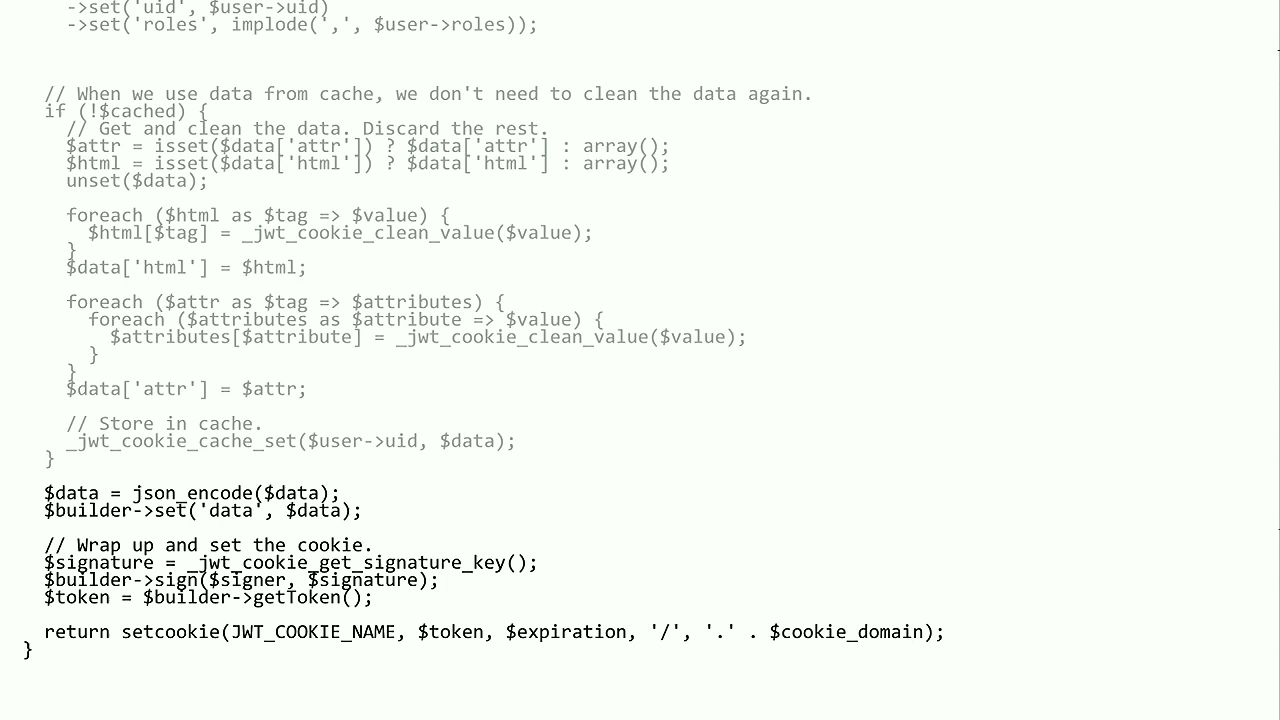 ->set('uid', $user->uid)
->set('roles', implode(',', $user->roles));
// When we use data from cache, we don't need to clean the data again.
if (!$cached) {
// Get and clean the data. Discard the rest.
$attr = isset($data['attr']) ? $data['attr'] : array();
$html = isset($data['html']) ? $data['html'] : array();
unset($data);
foreach ($html as $tag => $value) {
$html[$tag] = _jwt_cookie_clean_value($value);
}
$data['html'] = $html;
foreach ($attr as $tag => $attributes) {
foreach ($attributes as $attribute => $value) {
$attributes[$attribute] = _jwt_cookie_clean_value($value);
}
}
$data['attr'] = $attr;
// Store in cache.
_jwt_cookie_cache_set($user->uid, $data);
}
$data = json_encode($data);
$builder->set('data', $data);
// Wrap up and set the cookie.
$signature = _jwt_cookie_get_signature_key();
$builder->sign($signer, $signature);
$token = $builder->getToken();
return setcookie(JWT_COOKIE_NAME, $token, $expiration, '/', '.' . $cookie_domain);
}